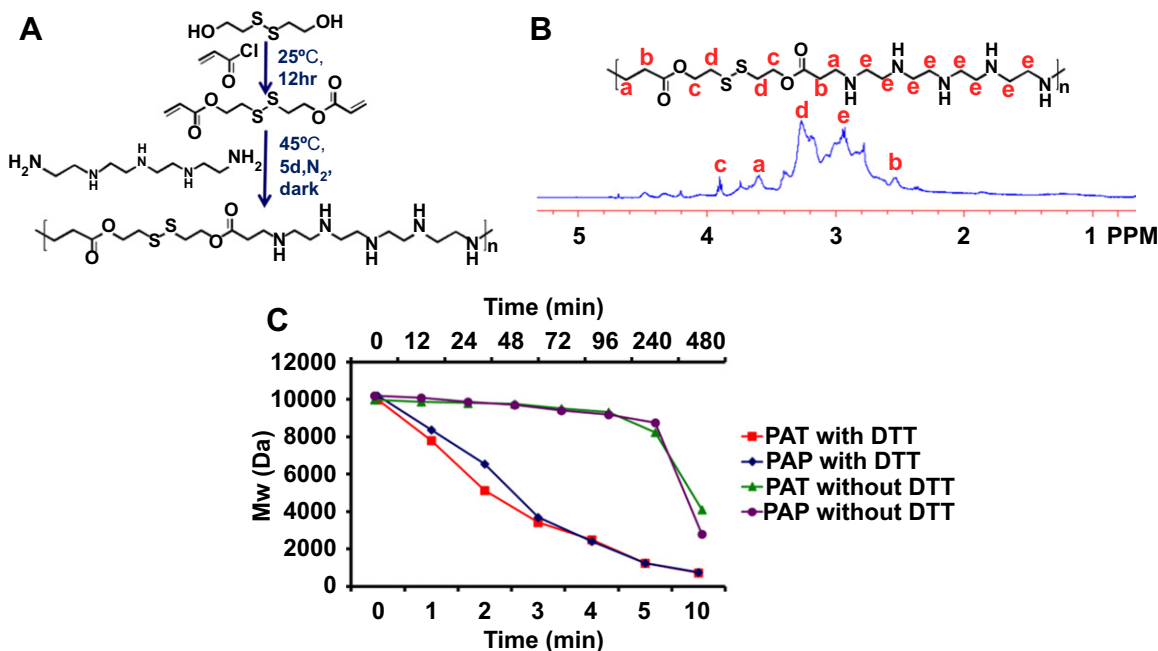 A
HO
S
S
OH
Cl
O
25ºC,
12hr
O
O
S
S
O
O
H2N
H
N
N
H
H
N
N
H
NH2
45ºC,
5d,N2,
dark
O
O
S
S
O
O
N
H
H
N
N
H
H
N
N
H
n
B
a
b
O
O
c
d
S
S
d
c
O
O
b
a
N
H
e
e
H
N
e
e
N
H
e
e
H
N
e
e
N
H
n
c
a
d
e
b
5
4
3
2
1 PPM
C
Time (min)
0 12 24 48 72 96 240 480
12000
10000
8000
6000
4000
2000
0
Mw (Da)
0 1 2 3 4 5 10
Time (min)
PAT with DTT
PAP with DTT
PAT without DTT
PAP without DTT